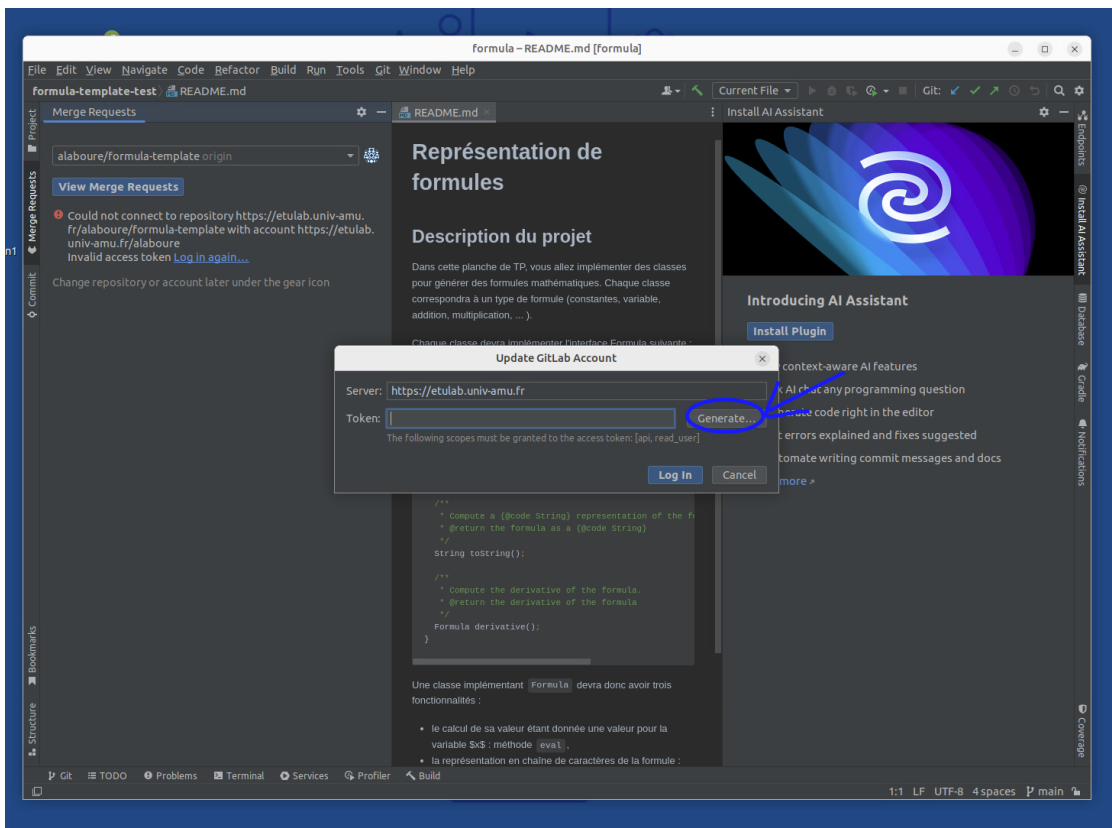 formula – README.md [formula]
File Edit View Navigate Code Refactor Build Run Tools Git Window Help
formula-template-test README.md
Current File
Git:
Project
Merge Requests
Commit
Bookmarks
Structure
n1
Merge Requests
alaboure/formula-template origin
View Merge Requests
Could not connect to repository https://etulab.univ-amu.
fr/alaboure/formula-template with account https://etulab.
univ-amu.fr/alaboure
Invalid access token Log in again...
Change repository or account later under the gear icon
README.md
Représentation de
formules
Description du projet
Dans cette planche de TP, vous allez implémenter des classes
pour générer des formules mathématiques. Chaque classe
correspondra à un type de formule (constantes, variable,
addition, multiplication, ... ).
Chaque classe devra implémenter l'interface Formula suivante :
Update GitLab Account
Server: https://etulab.univ-amu.fr
Token:
Generate...
The following scopes must be granted to the access token: [api, read_user]
Log In Cancel
/**
* Compute a {@code String} representation of the fo
* @return the formula as a {@code String}
*/
String toString();
/**
* Compute the derivative of the formula.
* @return the derivative of the formula
*/
Formula derivative();
}
Une classe implémentant Formula devra donc avoir trois
fonctionnalités :
• le calcul de sa valeur étant donnée une valeur pour la
variable $x$ : méthode eval ,
• la représentation en chaîne de caractères de la formule :
Install AI Assistant
Introducing AI Assistant
Install Plugin
context-aware AI features
AI chat any programming question
code right in the editor
errors explained and fixes suggested
tomate writing commit messages and docs
more
Endpoints
Install AI Assistant
Database
Gradle
Notifications
Coverage
Git TODO Problems Terminal Services Profiler Build
1:1 LF UTF-8 4 spaces main